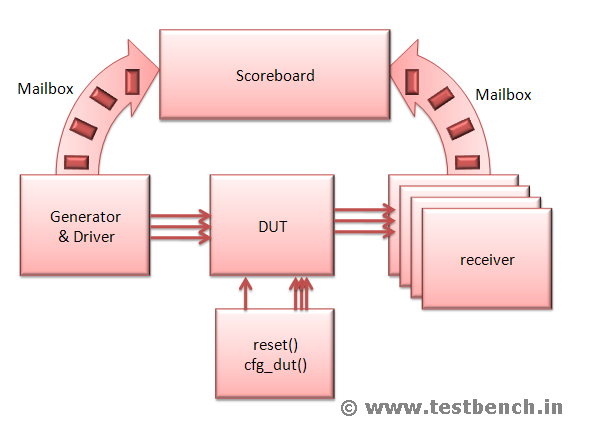 Scoreboard
Mailbox
Mailbox
Generator
& Driver
DUT
receiver
reset()
cfg_dut()
© www.testbench.in